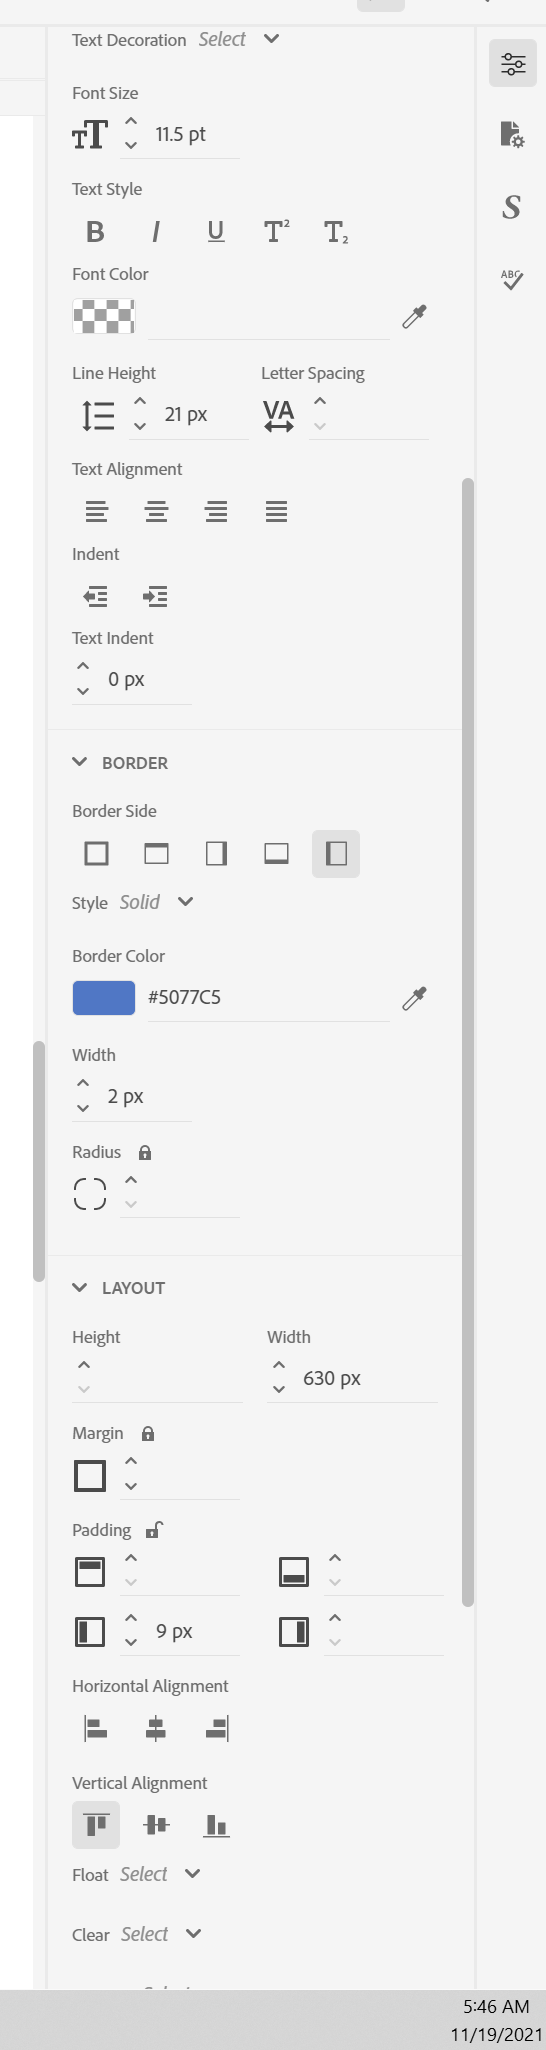 Text Decoration Select
Font Size
11.5 pt
Text Style
B I U T² T₂
Font Color
Line Height Letter Spacing
VA 21 px
Text Alignment
Indent
Text Indent
0 px
BORDER
Border Side
Style Solid
Border Color
#5077C5
Width
2 px
Radius
LAYOUT
Height Width
630 px
Margin
Padding
9 px
Horizontal Alignment
Vertical Alignment
Float Select
Clear Select
S
ABC
5:46 AM
11/19/2021